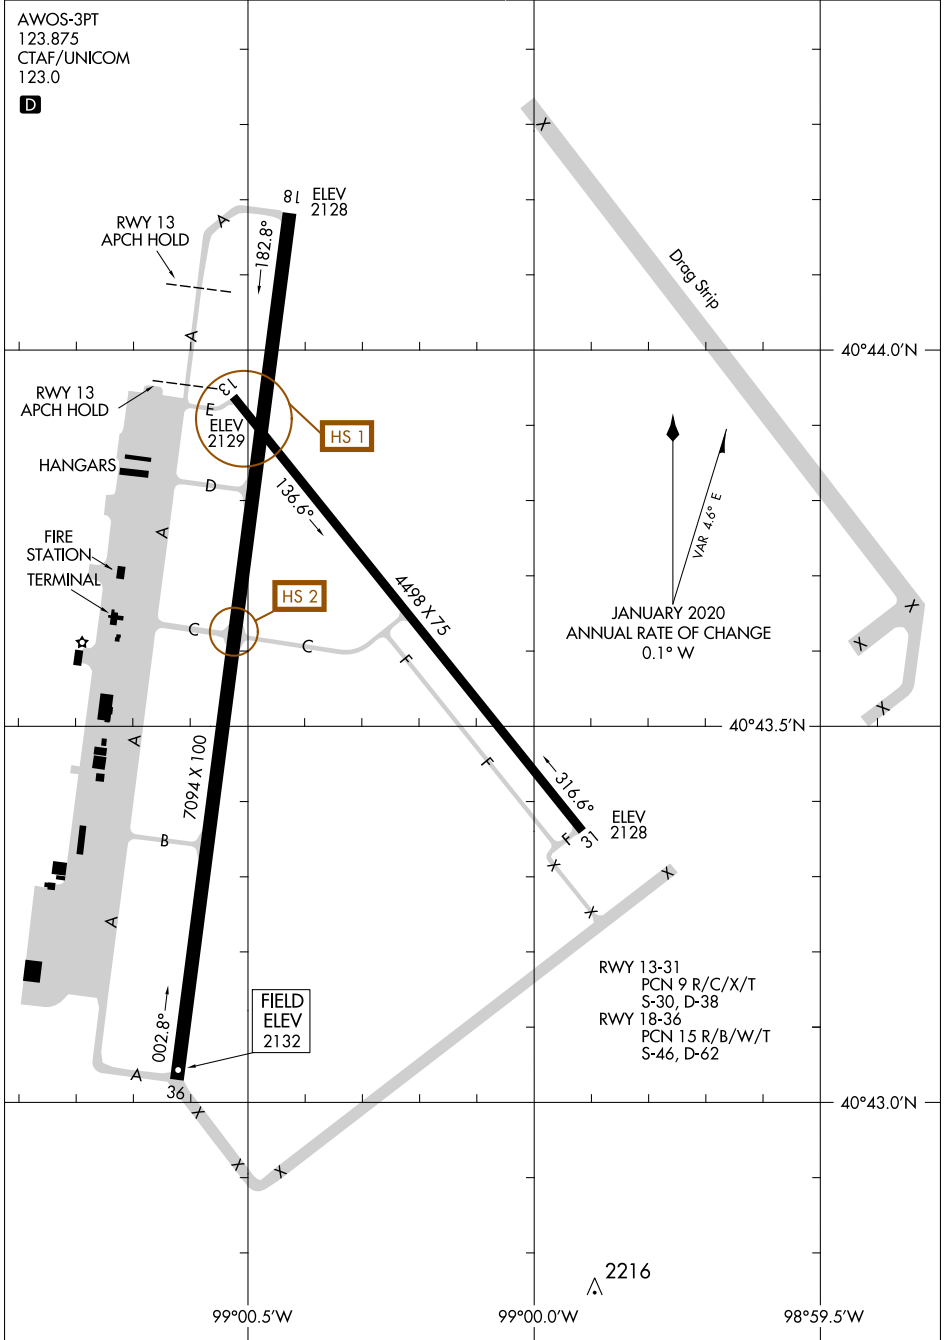 AWOS-3PT
123.875
CTAF/UNICOM
123.0
D
18
ELEV
2128
A
RWY 13
APCH HOLD
182.8°
Drag Strip
A
40°44.0'N
RWY 13
APCH HOLD
13
E
ELEV
2129
HS 1
HANGARS
D
136.6°
VAR 4.6° E
A
FIRE
STATION
TERMINAL
HS 2
4498 X 75
JANUARY 2020
ANNUAL RATE OF CHANGE
0.1° W
C
C
F
X
X
X
X
40°43.5'N
A
7094 X 100
F
316.6°
ELEV
2128
31
B
F
X
X
X
A
RWY 13-31
PCN 9 R/C/X/T
S-30, D-38
RWY 18-36
PCN 15 R/B/W/T
S-46, D-62
FIELD
ELEV
2132
002.8°
A
36
X
40°43.0'N
X
X
2216
99°00.5'W
99°00.0'W
98°59.5'W